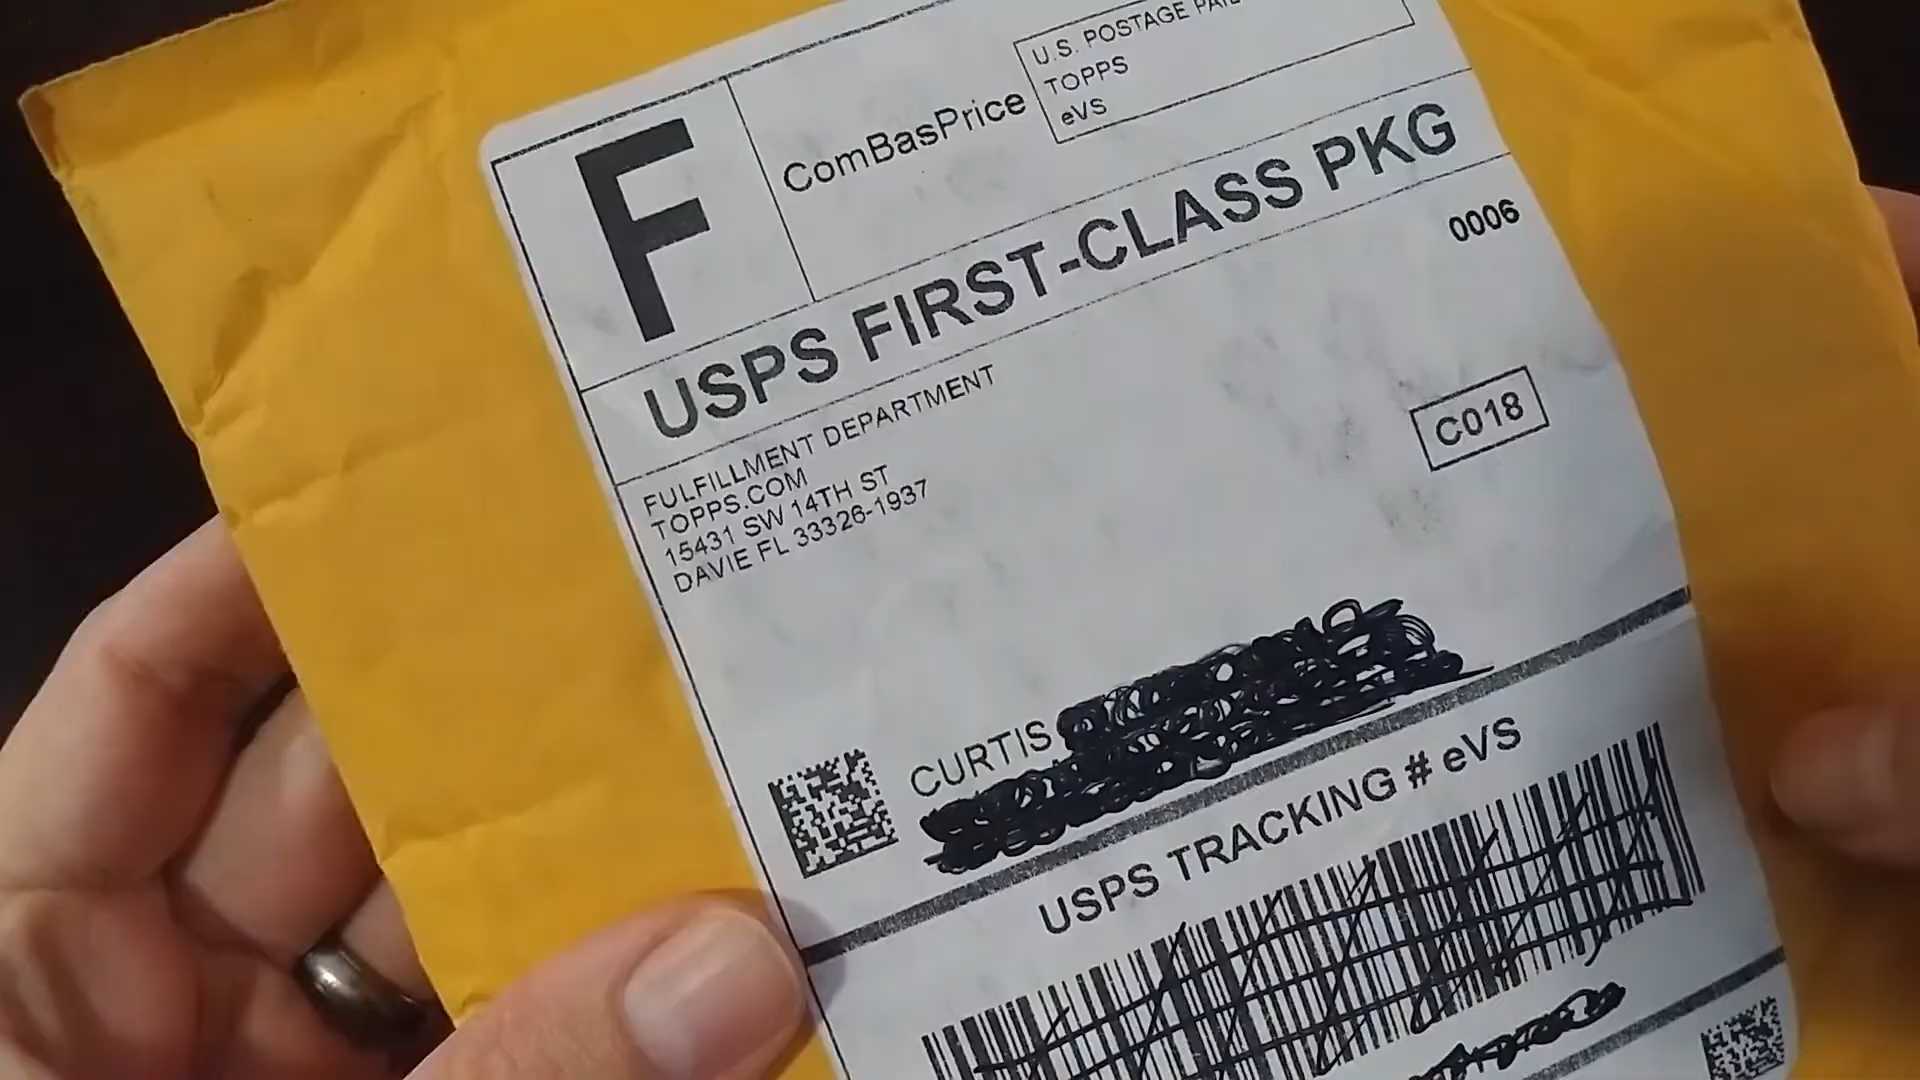 F
ComBasPrice
U.S. POSTAGE PAID
TOPPS
eVS
USPS FIRST-CLASS PKG
0006
FULFILLMENT DEPARTMENT
TOPPS.COM
15431 SW 14TH ST
DAVIE FL 33326-1937
C018
CURTIS
USPS TRACKING # eVS